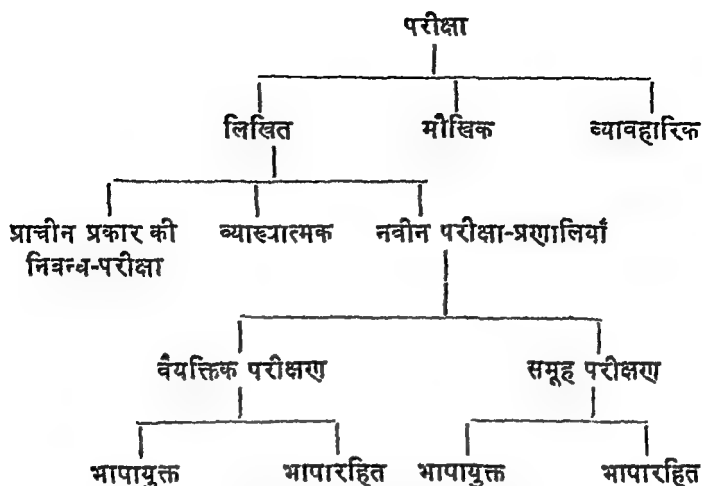 परीक्षा
लिखित मौखिक व्यावहारिक
प्राचीन प्रकार की व्याख्यात्मक नवीन परीक्षा-प्रणालियाँ
निबन्ध-परीक्षा
वैयक्तिक परीक्षण समूह परीक्षण
भाषायुक्त भाषारहित भाषायुक्त भाषारहित